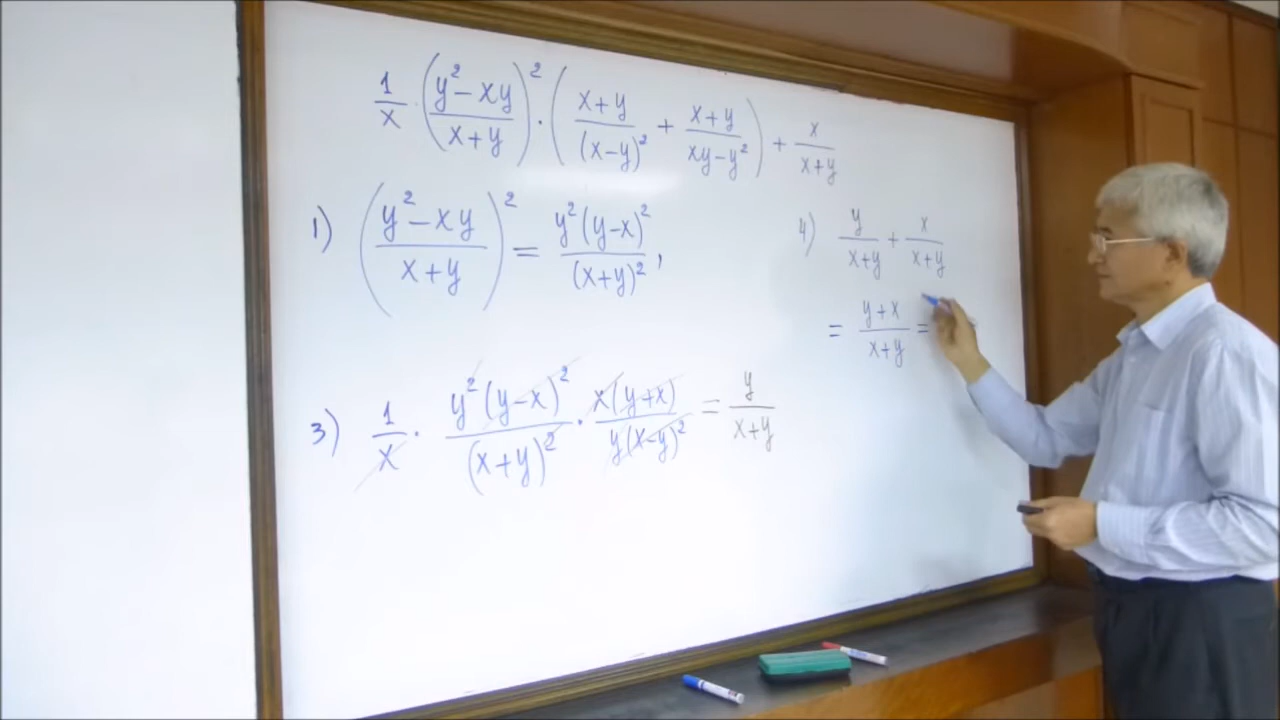 1/x · ((y² - xy)/(x+y))² · ((x+y)/(x-y)² + (x+y)/(xy-y²)) + x/(x+y)
1) ((y² - xy)/(x+y))² = y²(y-x)²/(x+y)² ,
3) 1/x · y²(y-x)²/(x+y)² · x(y+x)/y(x-y)² = y/(x+y)
4) y/(x+y) + x/(x+y)
= (y+x)/(x+y) =